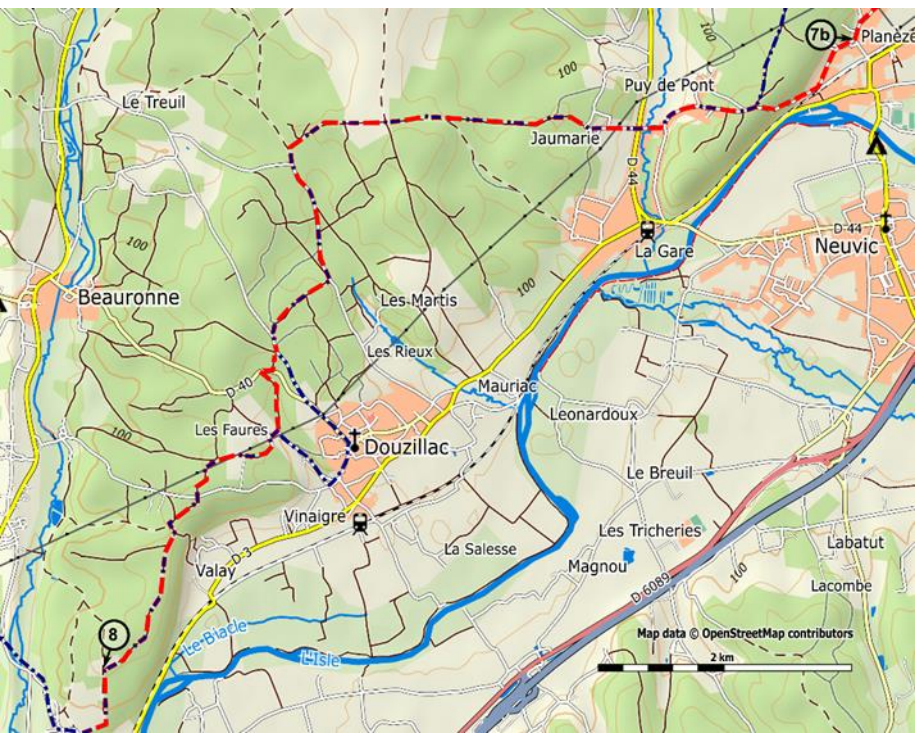 7b
Planèze
100
Puy de Pont
100
Le Treuil
Jaumarie
D-44
D 44
Neuvic
La Gare
100
100
Beauronne
Les Martis
Les Rieux
Mauriac
D-40
Leonardoux
Les Faures
100
Douzillac
Le Breuil
Vinaigre
Les Tricheries
La Salesse
Labatut
D-3
Magnou
Valay
100
Lacombe
D-6089
8
Le Biacle
Map data © OpenStreetMap contributors
L'Isle
2 km